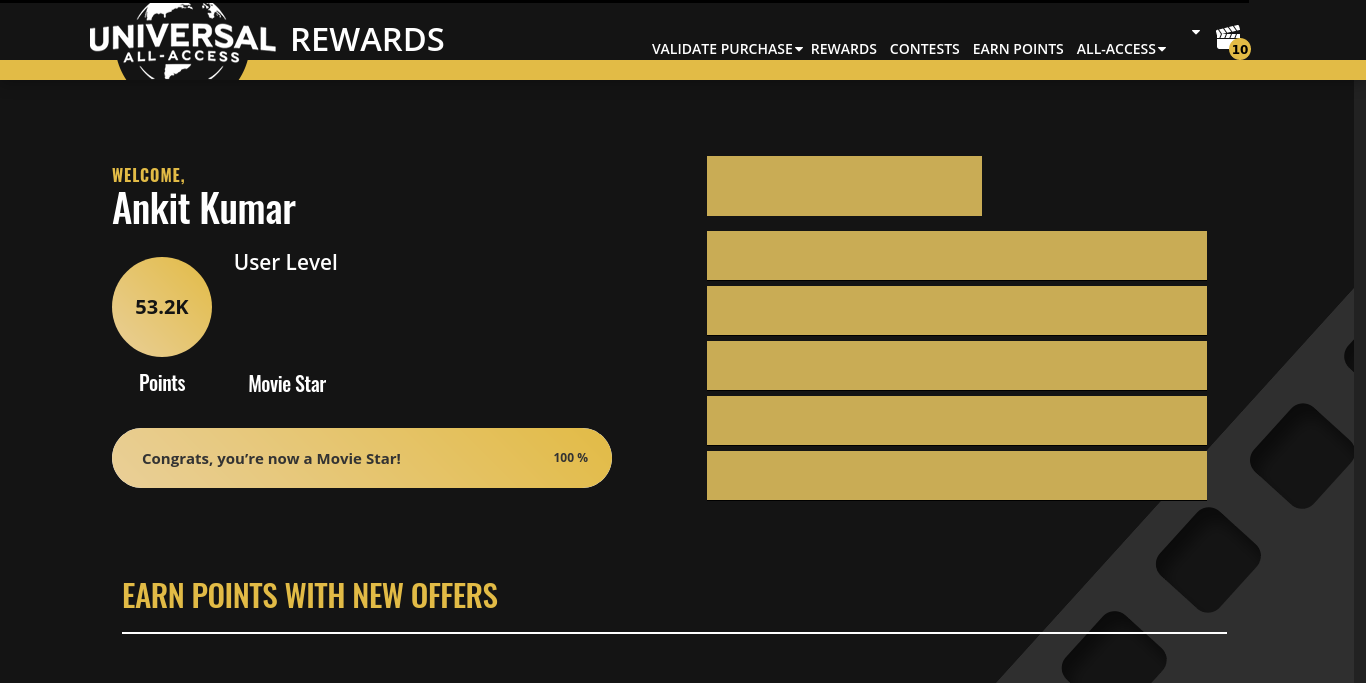 UNIVERSAL
ALL-ACCESS
REWARDS
VALIDATE PURCHASE REWARDS CONTESTS EARN POINTS ALL-ACCESS
10
WELCOME,
Ankit Kumar
53.2K
User Level
Points
Movie Star
Congrats, you’re now a Movie Star! 100 %
EARN POINTS WITH NEW OFFERS